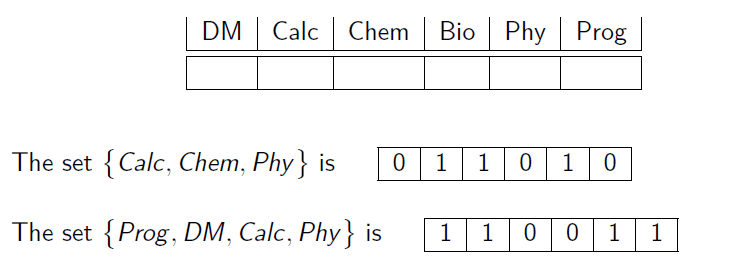 DM Calc Chem Bio Phy Prog
The set {Calc, Chem, Phy} is 0 1 1 0 1 0
The set {Prog, DM, Calc, Phy} is 1 1 0 0 1 1